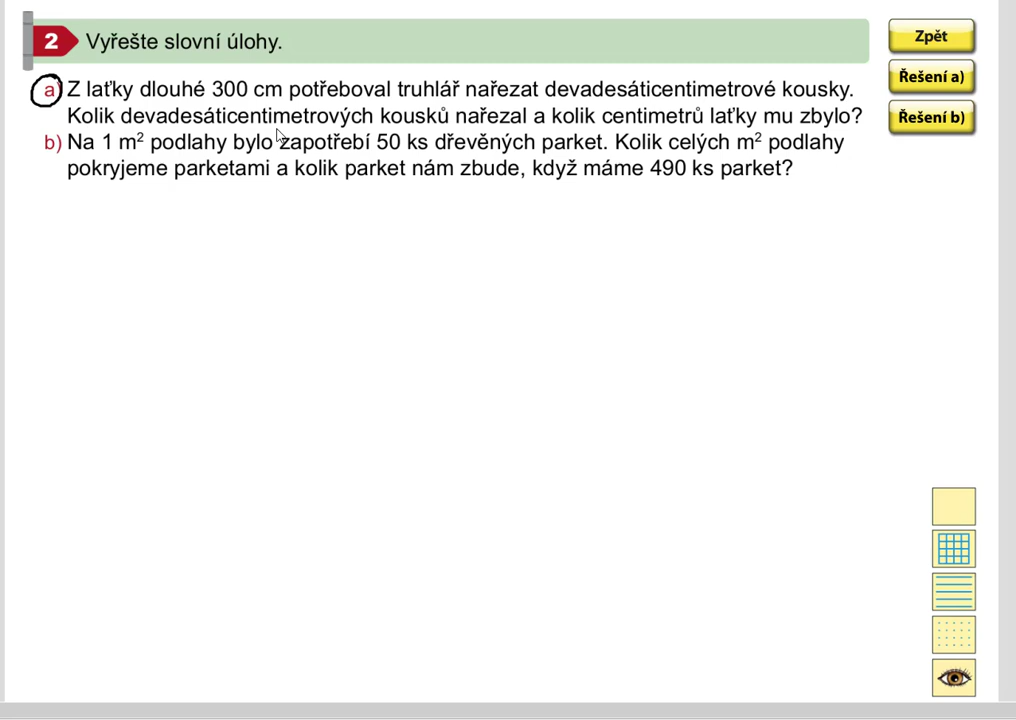 2 Vyřešte slovní úlohy.
Zpět
Řešení a)
Řešení b)
a) Z laťky dlouhé 300 cm potřeboval truhlář nařezat devadesáticentimetrové kousky.
Kolik devadesáticentimetrových kousků nařezal a kolik centimetrů laťky mu zbylo?
b) Na 1 m² podlahy bylo zapotřebí 50 ks dřevěných parket. Kolik celých m² podlahy
pokryjeme parketami a kolik parket nám zbude, když máme 490 ks parket?